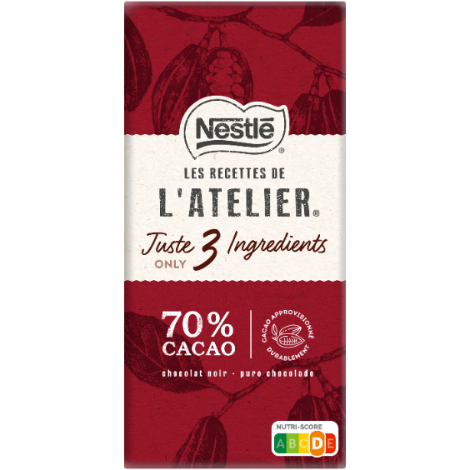 Nestlé®
LES RECETTES DE
L'ATELIER®
Juste 3 Ingredients
ONLY
70%
CACAO
CACAO APPROVISIONNÉ
DURABLEMENT
chocolat noir - pure chocolade
NUTRI-SCORE
A B C D E